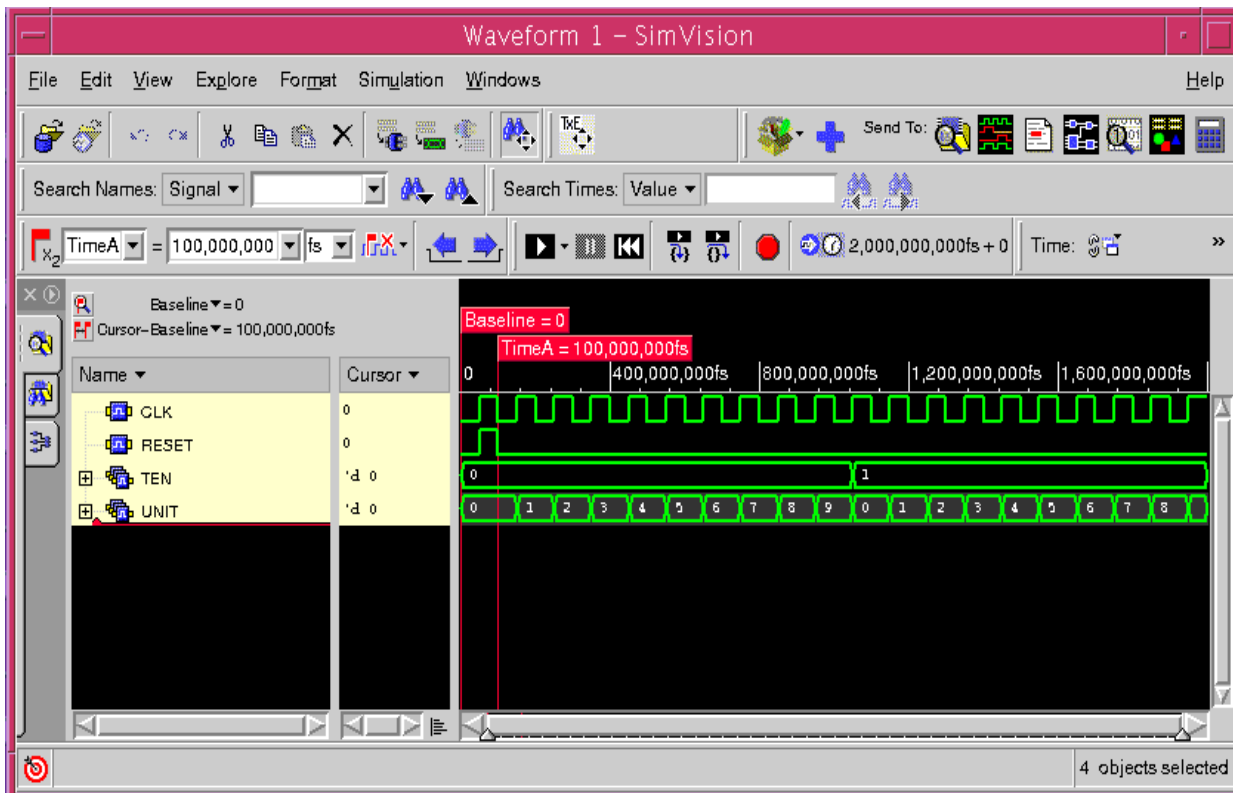 Waveform 1 – SimVision
File Edit View Explore Format Simulation Windows Help
TxE
Send To:
Search Names: Signal Search Times: Value
X2 TimeA = 100,000,000 fs 2,000,000,000fs + 0 Time: »
Baseline = 0
Cursor–Baseline = 100,000,000fs
Baseline = 0
TimeA = 100,000,000fs
Name Cursor 0 400,000,000fs 800,000,000fs 1,200,000,000fs 1,600,000,000fs
CLK 0
RESET 0
TEN 'd 0 0 1
UNIT 'd 0 0 1 2 3 4 5 6 7 8 9 0 1 2 3 4 5 6 7 8
4 objects selected